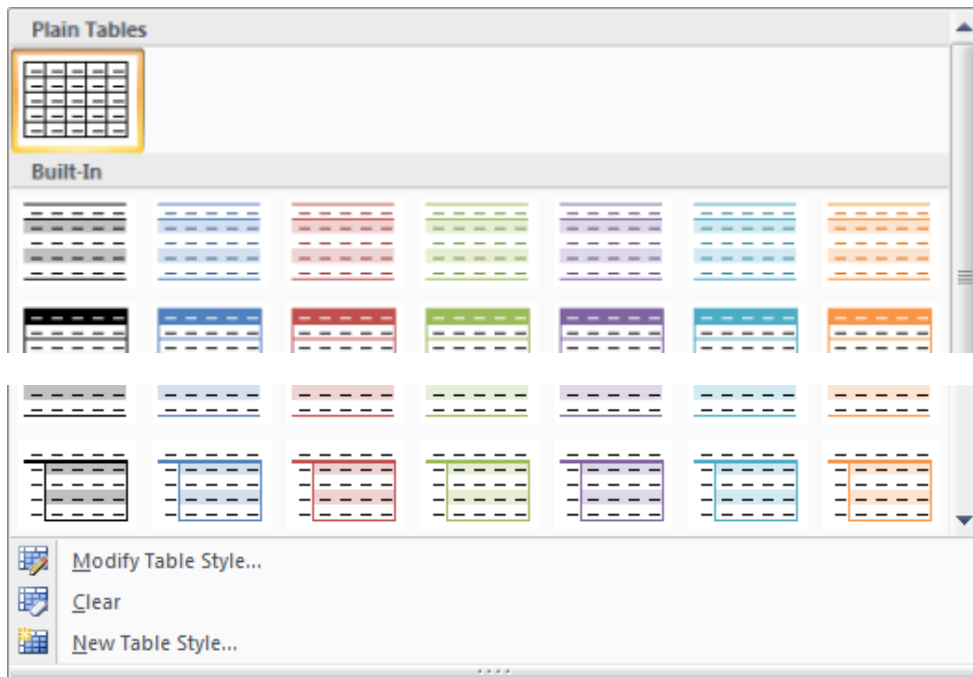 Plain Tables
Built-In
Modify Table Style...
Clear
New Table Style...